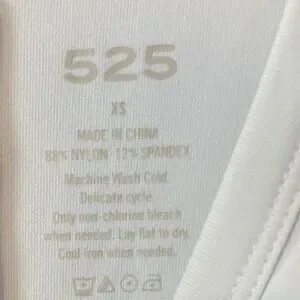 525
XS
MADE IN CHINA
88% NYLON 12% SPANDEX
Machine Wash Cold.
Delicate cycle.
Only non-chlorine bleach
when needed. Lay flat to dry.
Cool iron when needed.